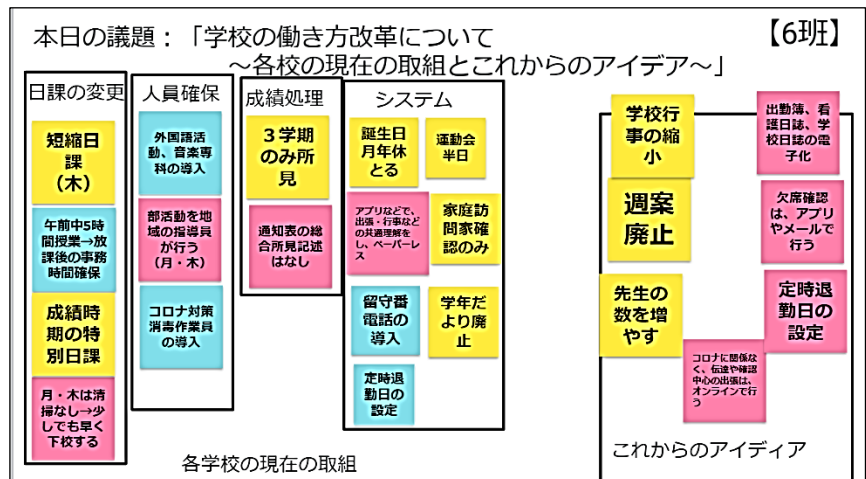 本日の議題：「学校の働き方改革について
～各校の現在の取組とこれからのアイデア～」
【6班】
日課の変更
短縮日
課
（木）
午前中5時
間授業→放
課後の事務
時間確保
成績時
期の特
別日課
月・木は清
掃なし→少
しでも早く
下校する
人員確保
外国語活
動、音楽専
科の導入
部活動を地
域の指導員
が行う
（月・木）
コロナ対策
消毒作業員
の導入
成績処理
３学期
のみ所
見
通知表の総
合所見記述
はなし
システム
誕生日
月年休
とる
運動会
半日
アプリなどで、
出張・行事など
の共通理解を
し、ペーパーレ
ス
家庭訪
問家確
認のみ
留守番
電話の
導入
学年だ
より廃
止
定時退
勤日の
設定
各学校の現在の取組
学校行
事の縮
小
出勤簿、看
護日誌、学
校日誌の電
子化
週案
廃止
欠席確認
は、アプリ
やメールで
行う
先生の
数を増
やす
定時退
勤日の
設定
コロナに関係な
く、伝達や確認
中心の出張は、
オンラインで行
う
これからのアイディア